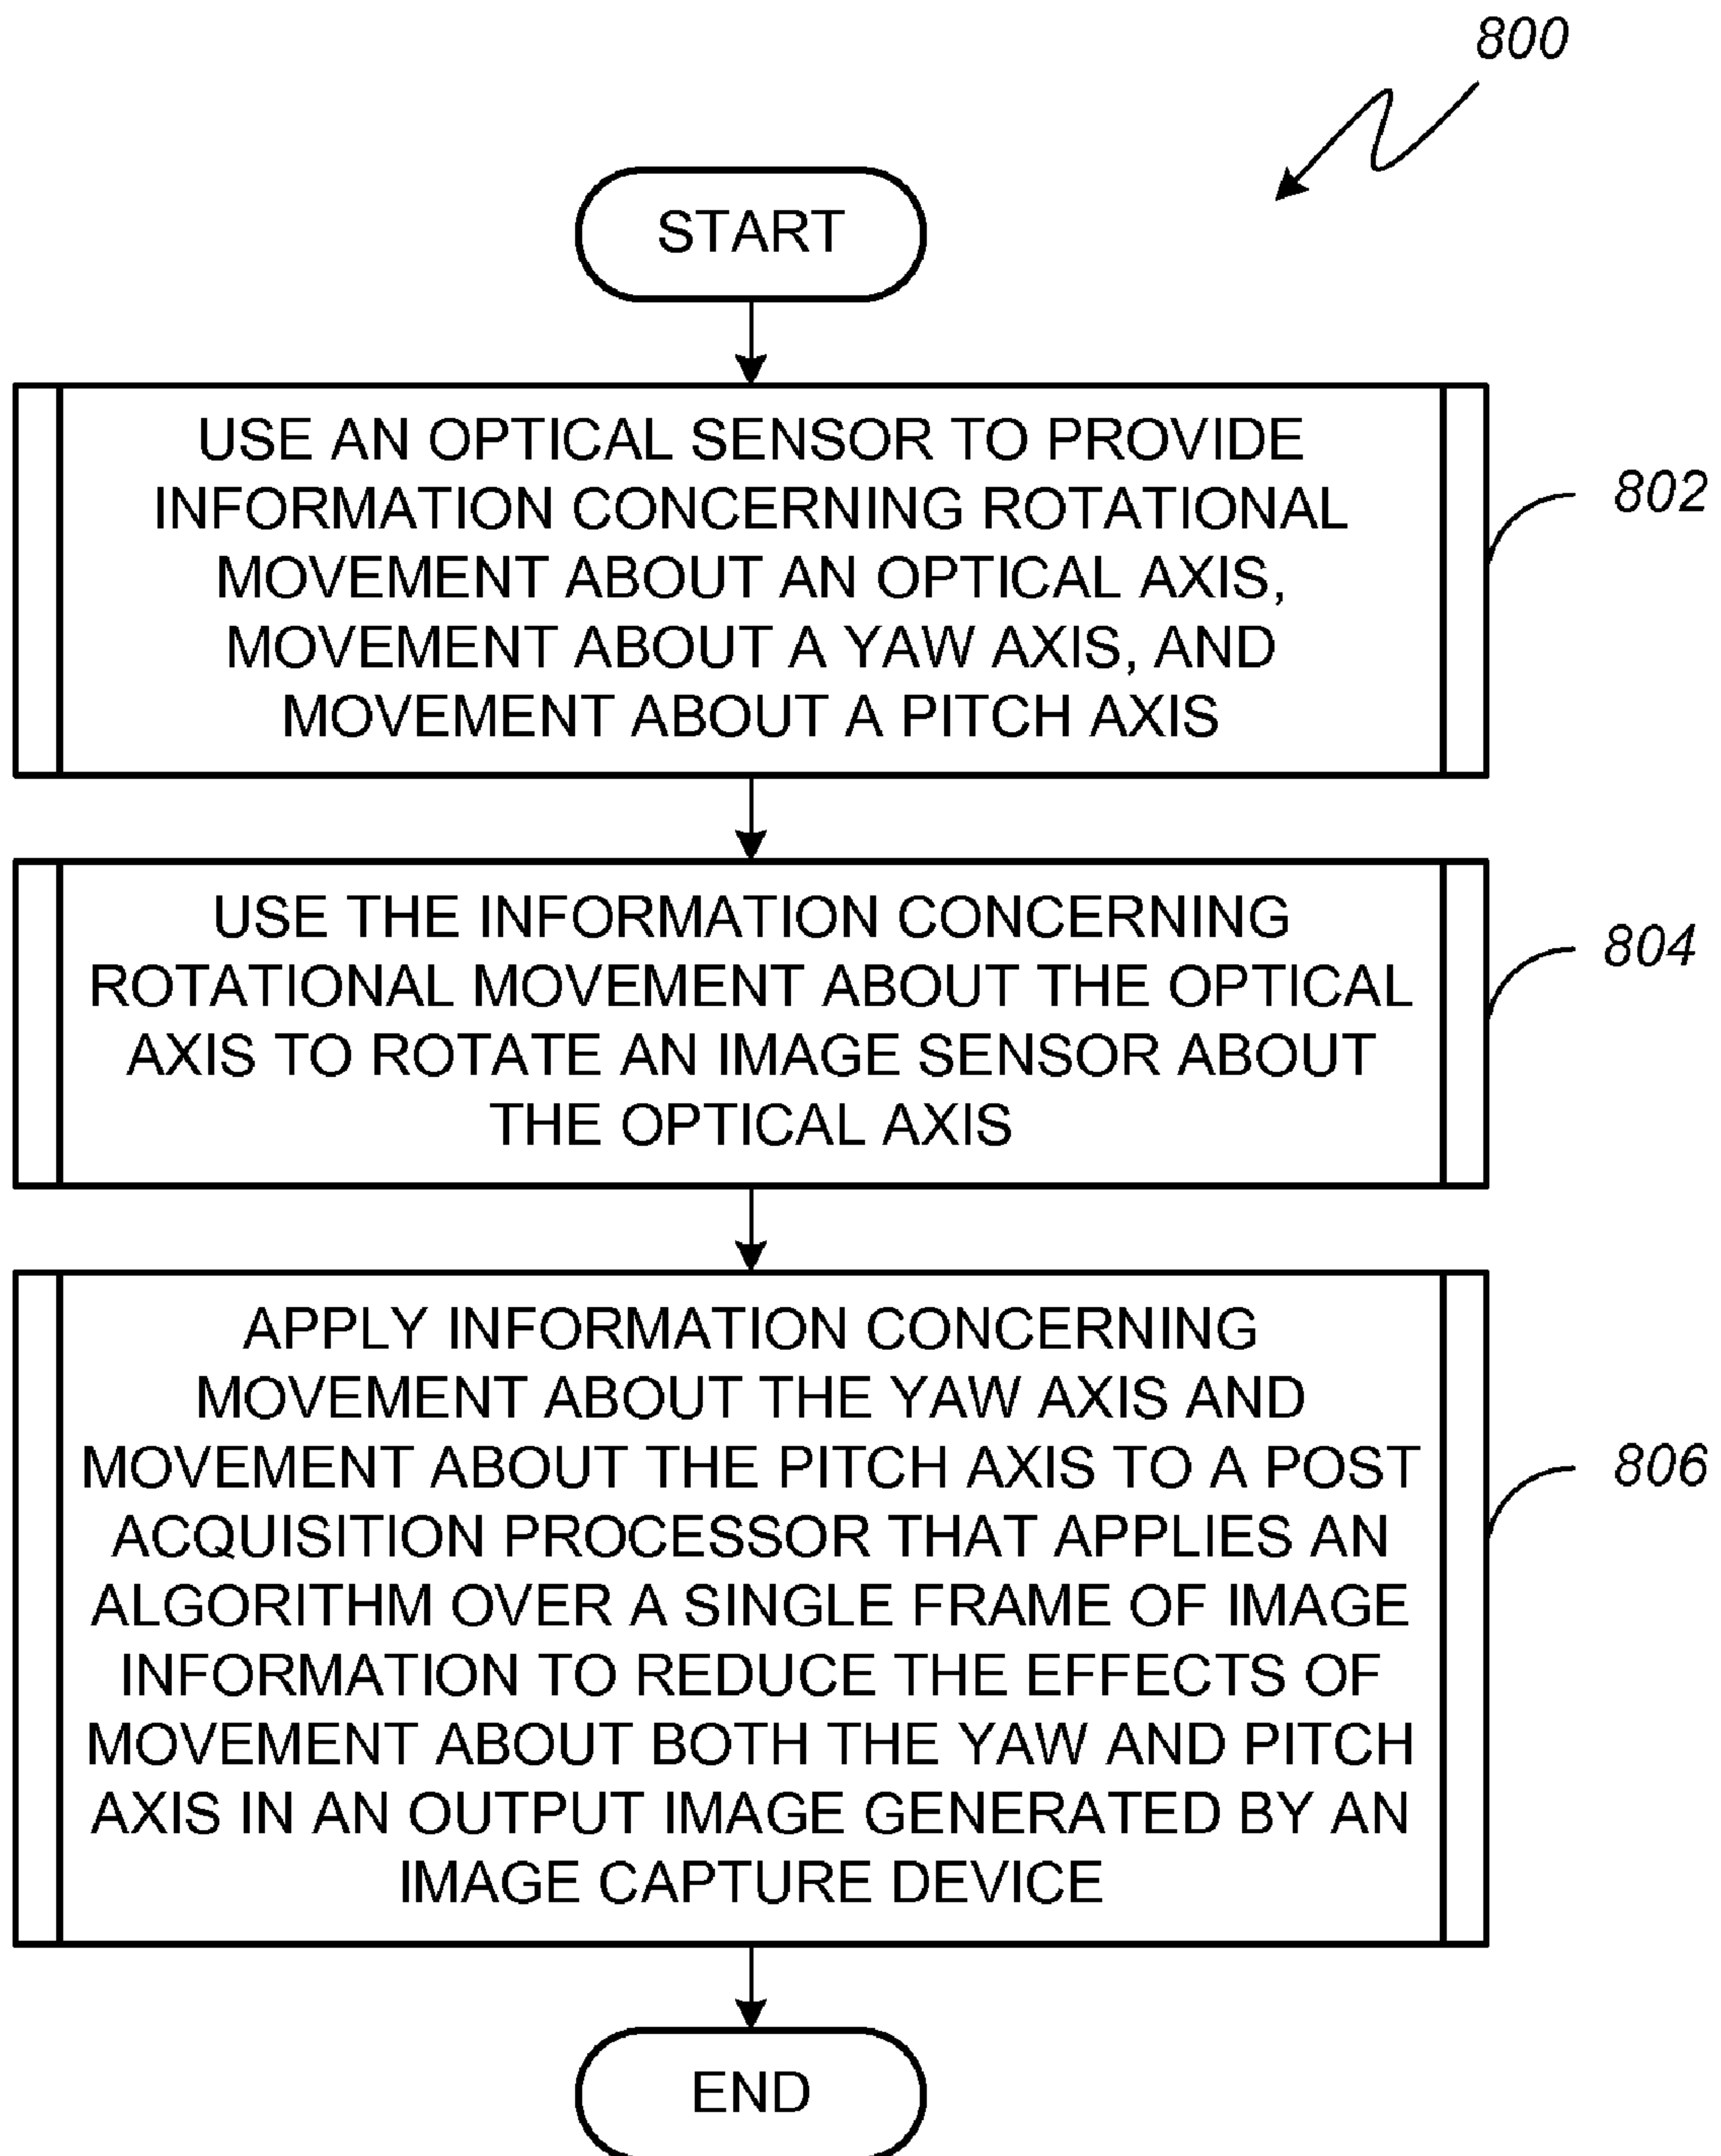 800
START
USE AN OPTICAL SENSOR TO PROVIDE
INFORMATION CONCERNING ROTATIONAL
MOVEMENT ABOUT AN OPTICAL AXIS,
MOVEMENT ABOUT A YAW AXIS, AND
MOVEMENT ABOUT A PITCH AXIS
802
USE THE INFORMATION CONCERNING
ROTATIONAL MOVEMENT ABOUT THE OPTICAL
AXIS TO ROTATE AN IMAGE SENSOR ABOUT
THE OPTICAL AXIS
804
APPLY INFORMATION CONCERNING
MOVEMENT ABOUT THE YAW AXIS AND
MOVEMENT ABOUT THE PITCH AXIS TO A POST
ACQUISITION PROCESSOR THAT APPLIES AN
ALGORITHM OVER A SINGLE FRAME OF IMAGE
INFORMATION TO REDUCE THE EFFECTS OF
MOVEMENT ABOUT BOTH THE YAW AND PITCH
AXIS IN AN OUTPUT IMAGE GENERATED BY AN
IMAGE CAPTURE DEVICE
806
END